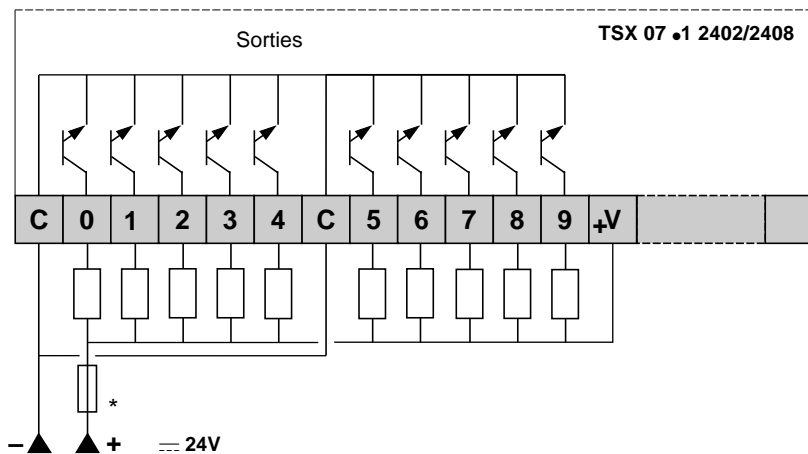 Sorties
TSX 07 •1 2402/2408
C 0 1 2 3 4 C 5 6 7 8 9 +V
*
– + ⎓ 24V